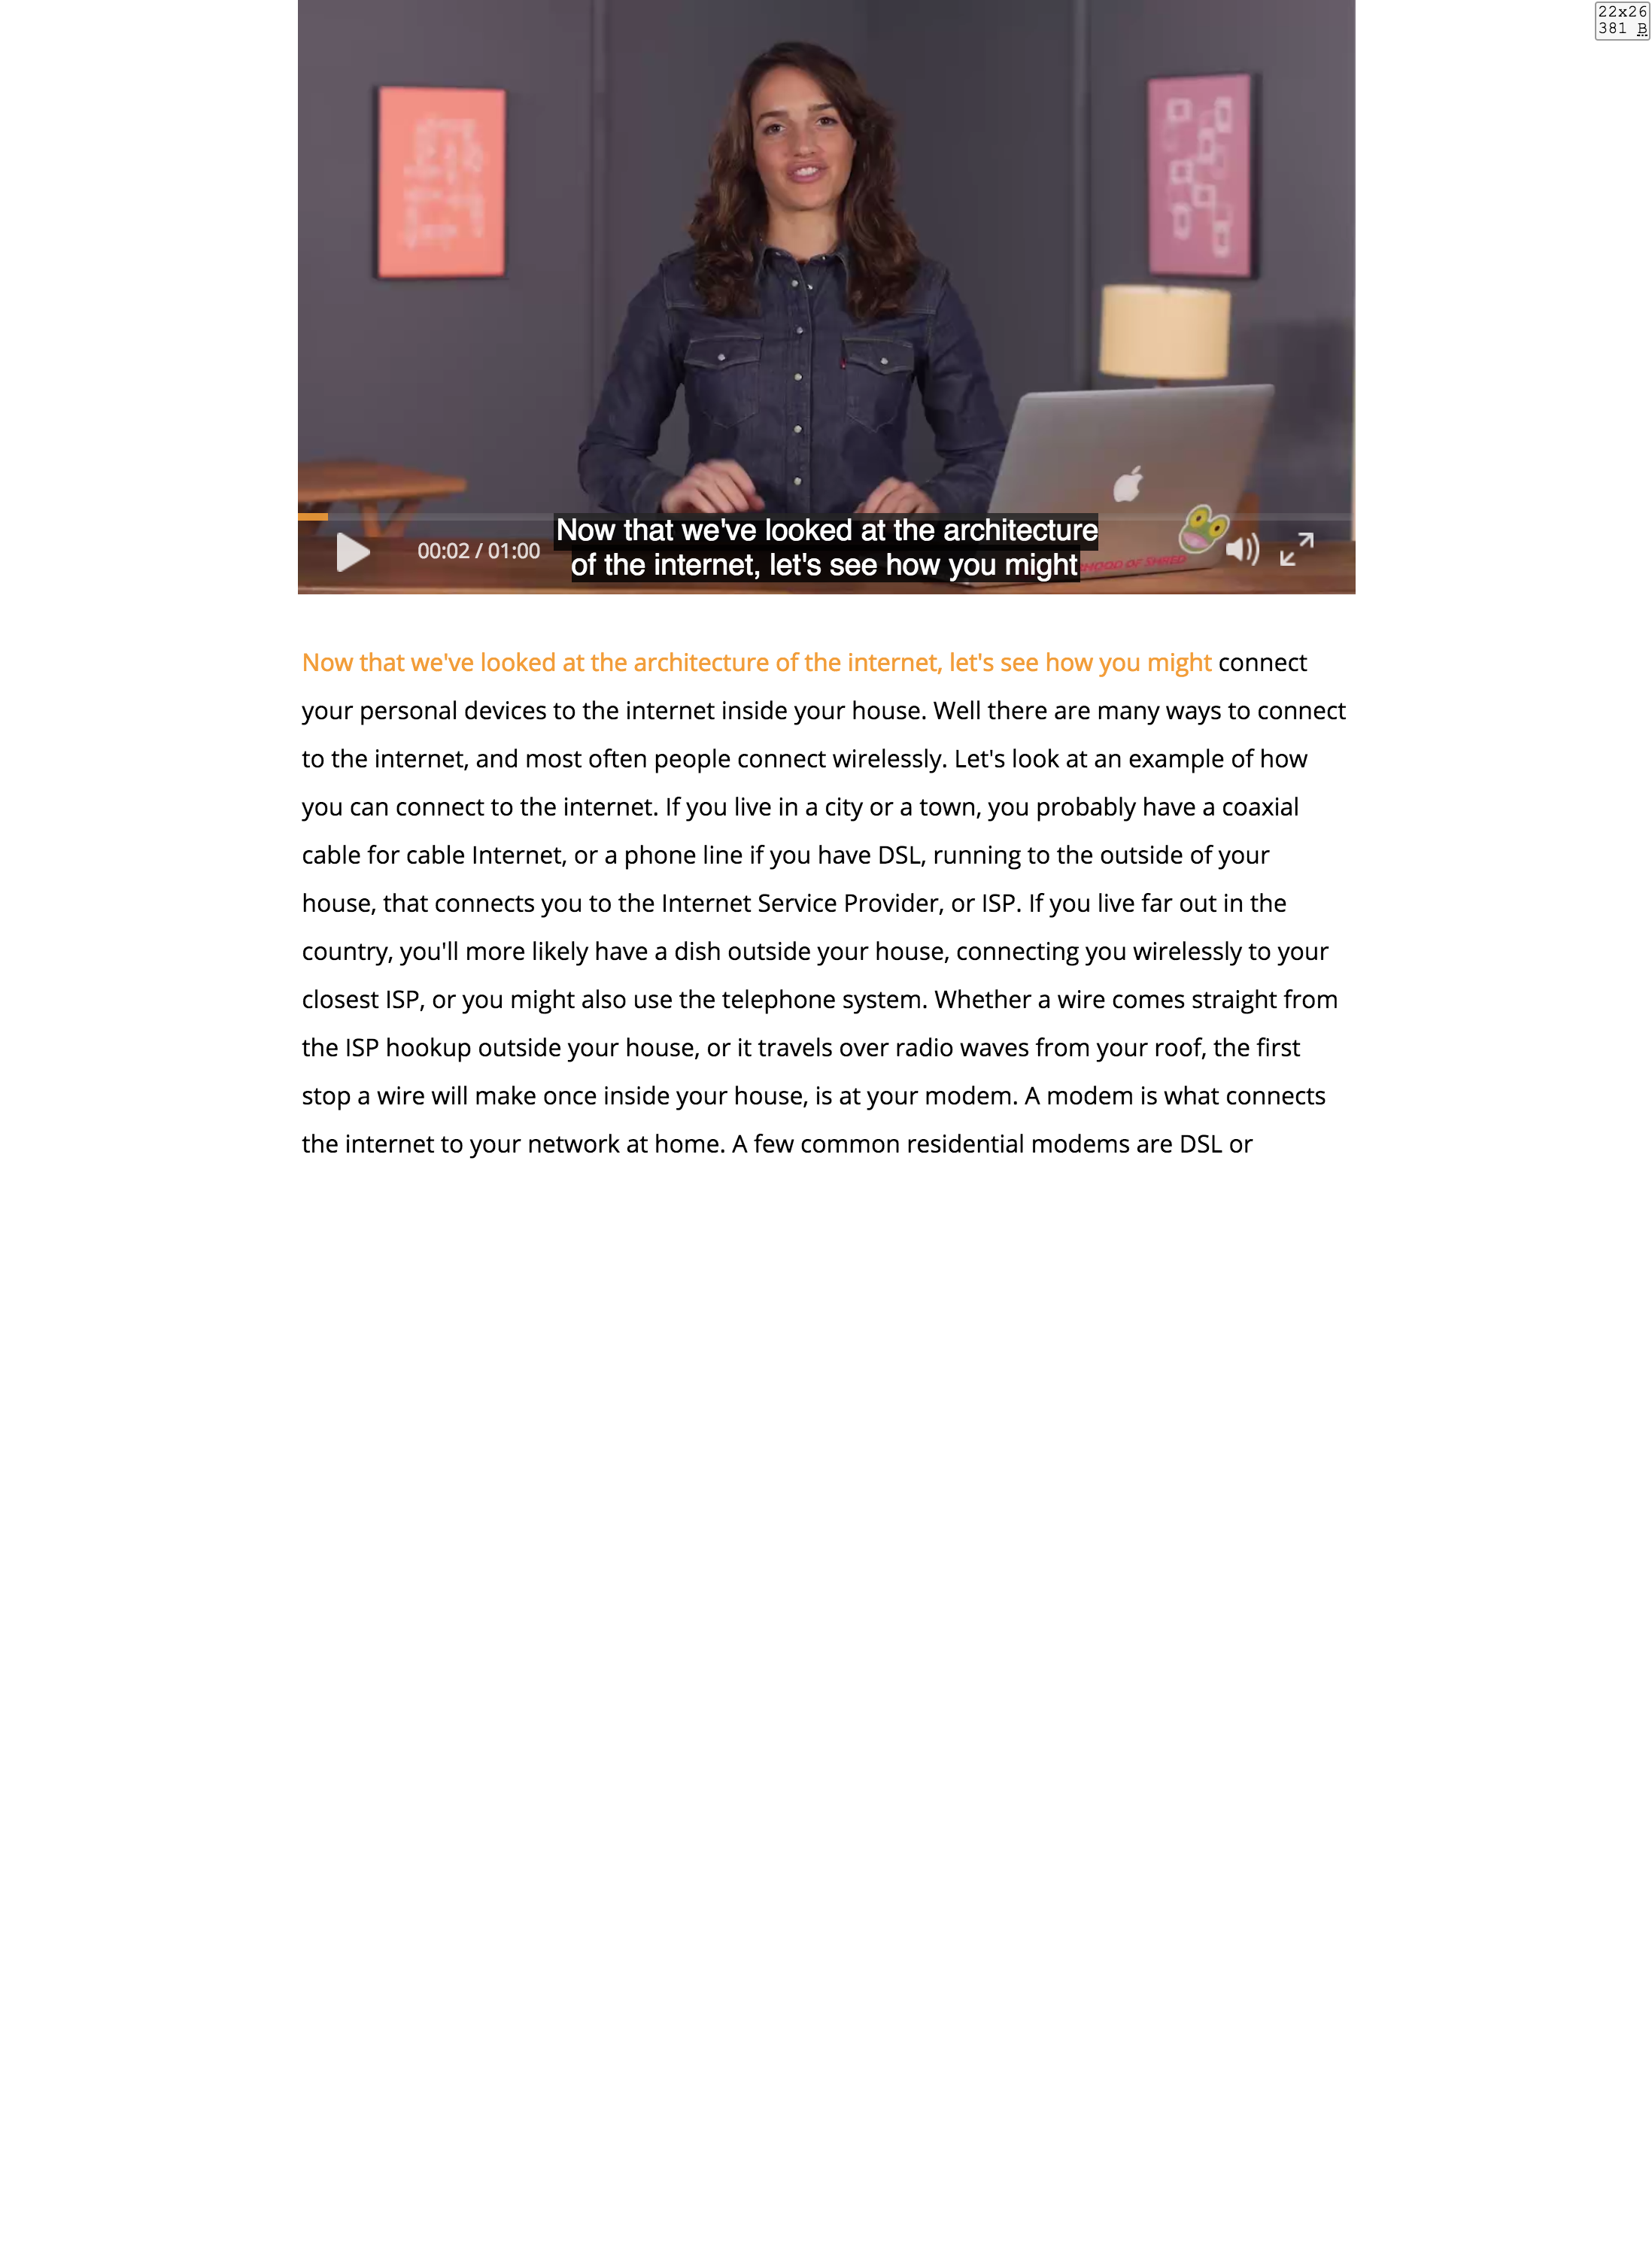 22x26
381 B
00:02 / 01:00
Now that we've looked at the architecture
of the internet, let's see how you might
OF SHRED
Now that we've looked at the architecture of the internet, let's see how you might connect
your personal devices to the internet inside your house. Well there are many ways to connect
to the internet, and most often people connect wirelessly. Let's look at an example of how
you can connect to the internet. If you live in a city or a town, you probably have a coaxial
cable for cable Internet, or a phone line if you have DSL, running to the outside of your
house, that connects you to the Internet Service Provider, or ISP. If you live far out in the
country, you'll more likely have a dish outside your house, connecting you wirelessly to your
closest ISP, or you might also use the telephone system. Whether a wire comes straight from
the ISP hookup outside your house, or it travels over radio waves from your roof, the first
stop a wire will make once inside your house, is at your modem. A modem is what connects
the internet to your network at home. A few common residential modems are DSL or